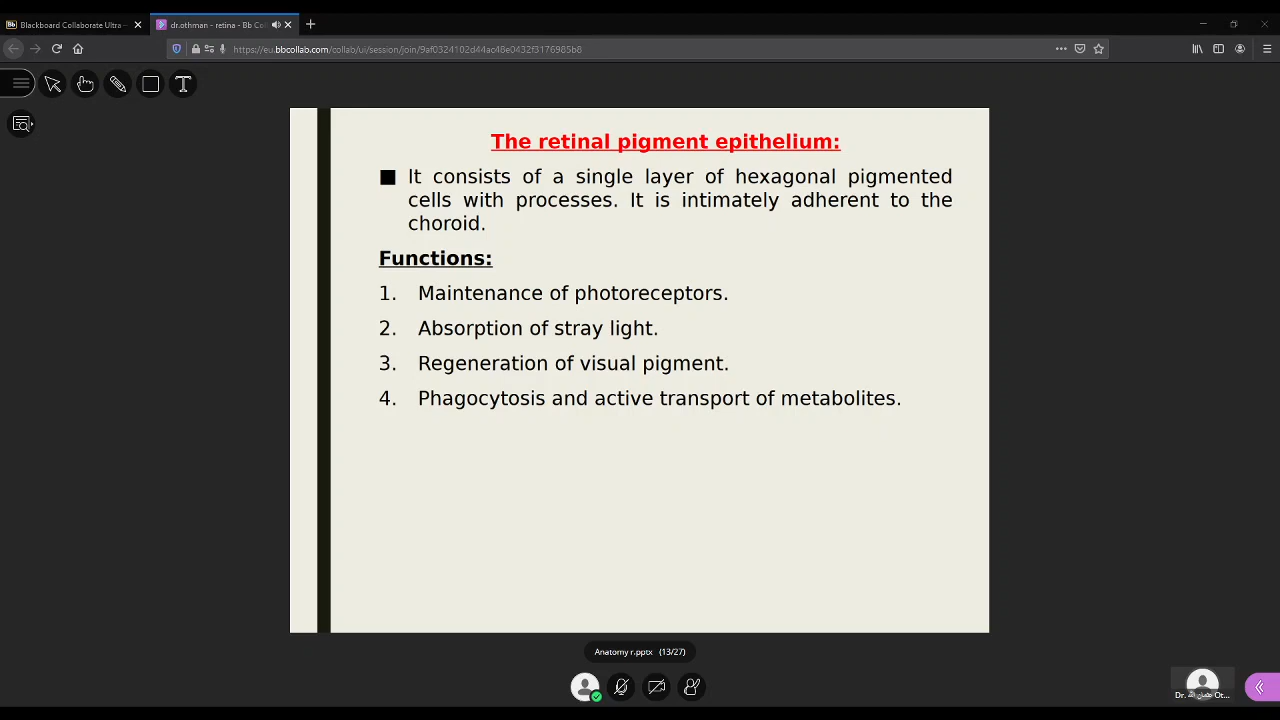 Blackboard Collaborate Ultra –
dr.othman - retina - Bb Co
https://eu.bbcollab.com/collab/ui/session/join/9af0324102d44ac48e0432f3176985b8
The retinal pigment epithelium:
It consists of a single layer of hexagonal pigmented
cells with processes. It is intimately adherent to the
choroid.
Functions:
1. Maintenance of photoreceptors.
2. Absorption of stray light.
3. Regeneration of visual pigment.
4. Phagocytosis and active transport of metabolites.
Anatomy r.pptx (13/27)
Dr. Ot...